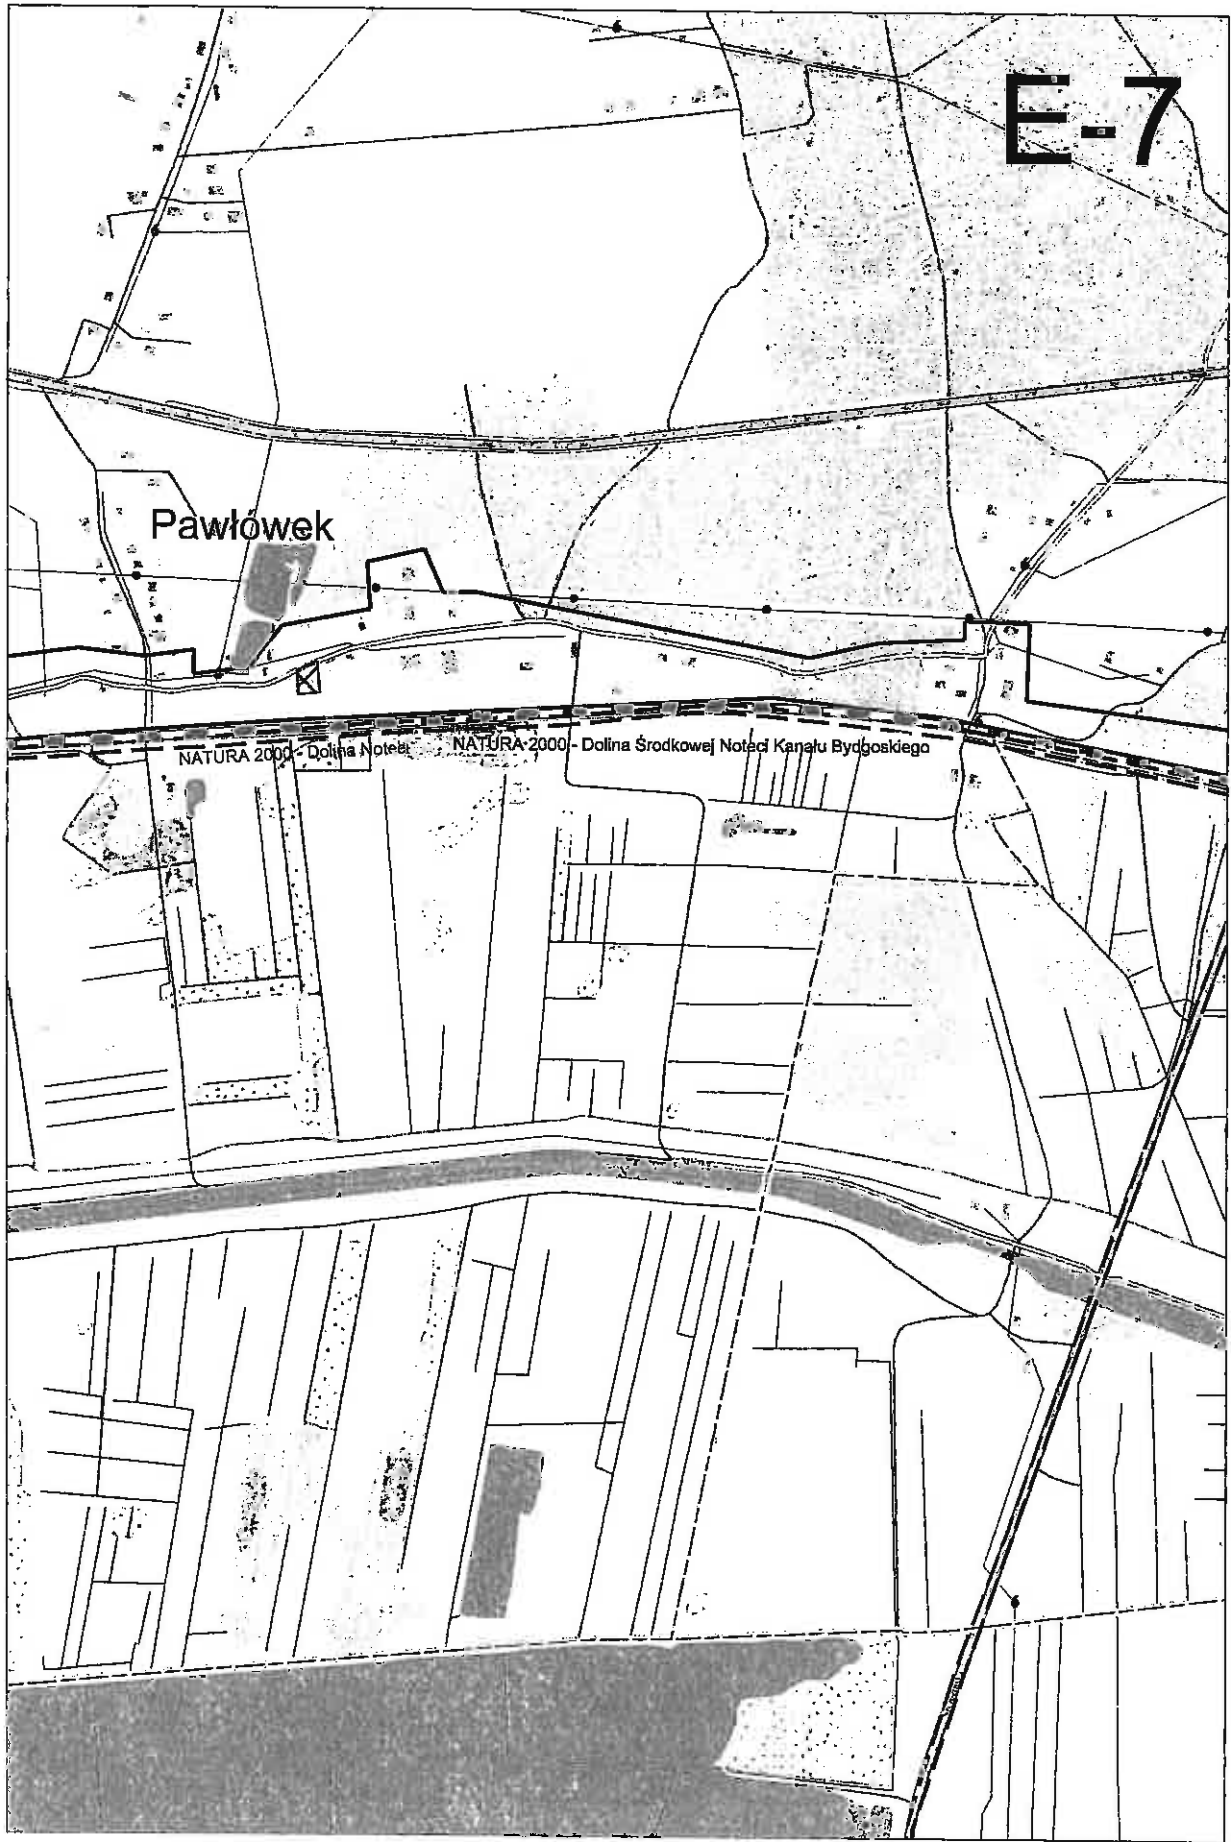 E-7
Pawłówek
NATURA 2000 - Dolina Noteci
NATURA 2000 - Dolina Środkowej Noteci Kanału Bydgoskiego